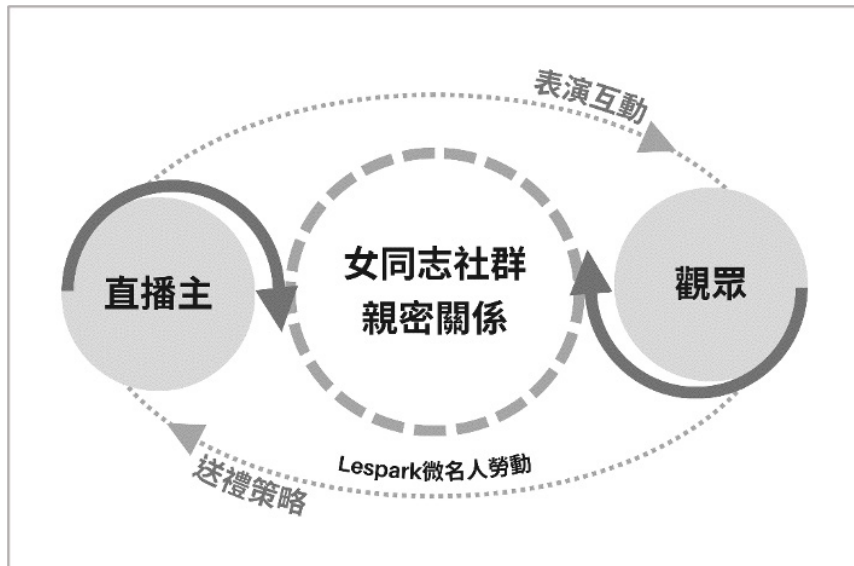 表演互動
直播主
女同志社群
親密關係
觀眾
Lespark微名人勞動
送禮策略